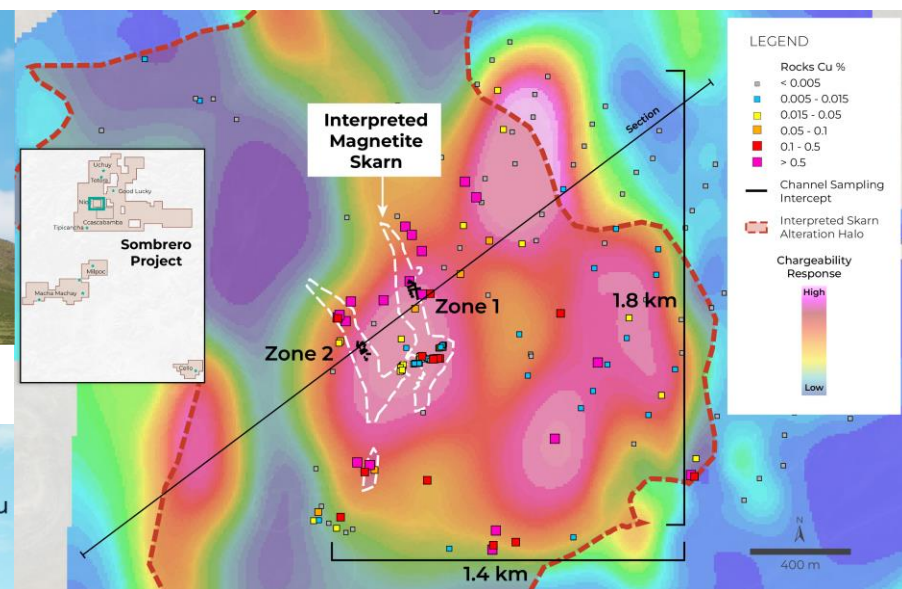 Interpreted
Magnetite
Skarn
Section
Zone 1
Zone 2
1.8 km
1.4 km
Uchuy
Good Lucky
Ccascabamba
Tipicancha
Sombrero
Project
Milpoc
Macha Machay
LEGEND
Rocks Cu %
< 0.005
0.005 - 0.015
0.015 - 0.05
0.05 - 0.1
0.1 - 0.5
> 0.5
Channel Sampling
Intercept
Interpreted Skarn
Alteration Halo
Chargeability
Response
High
Low
N
400 m
u